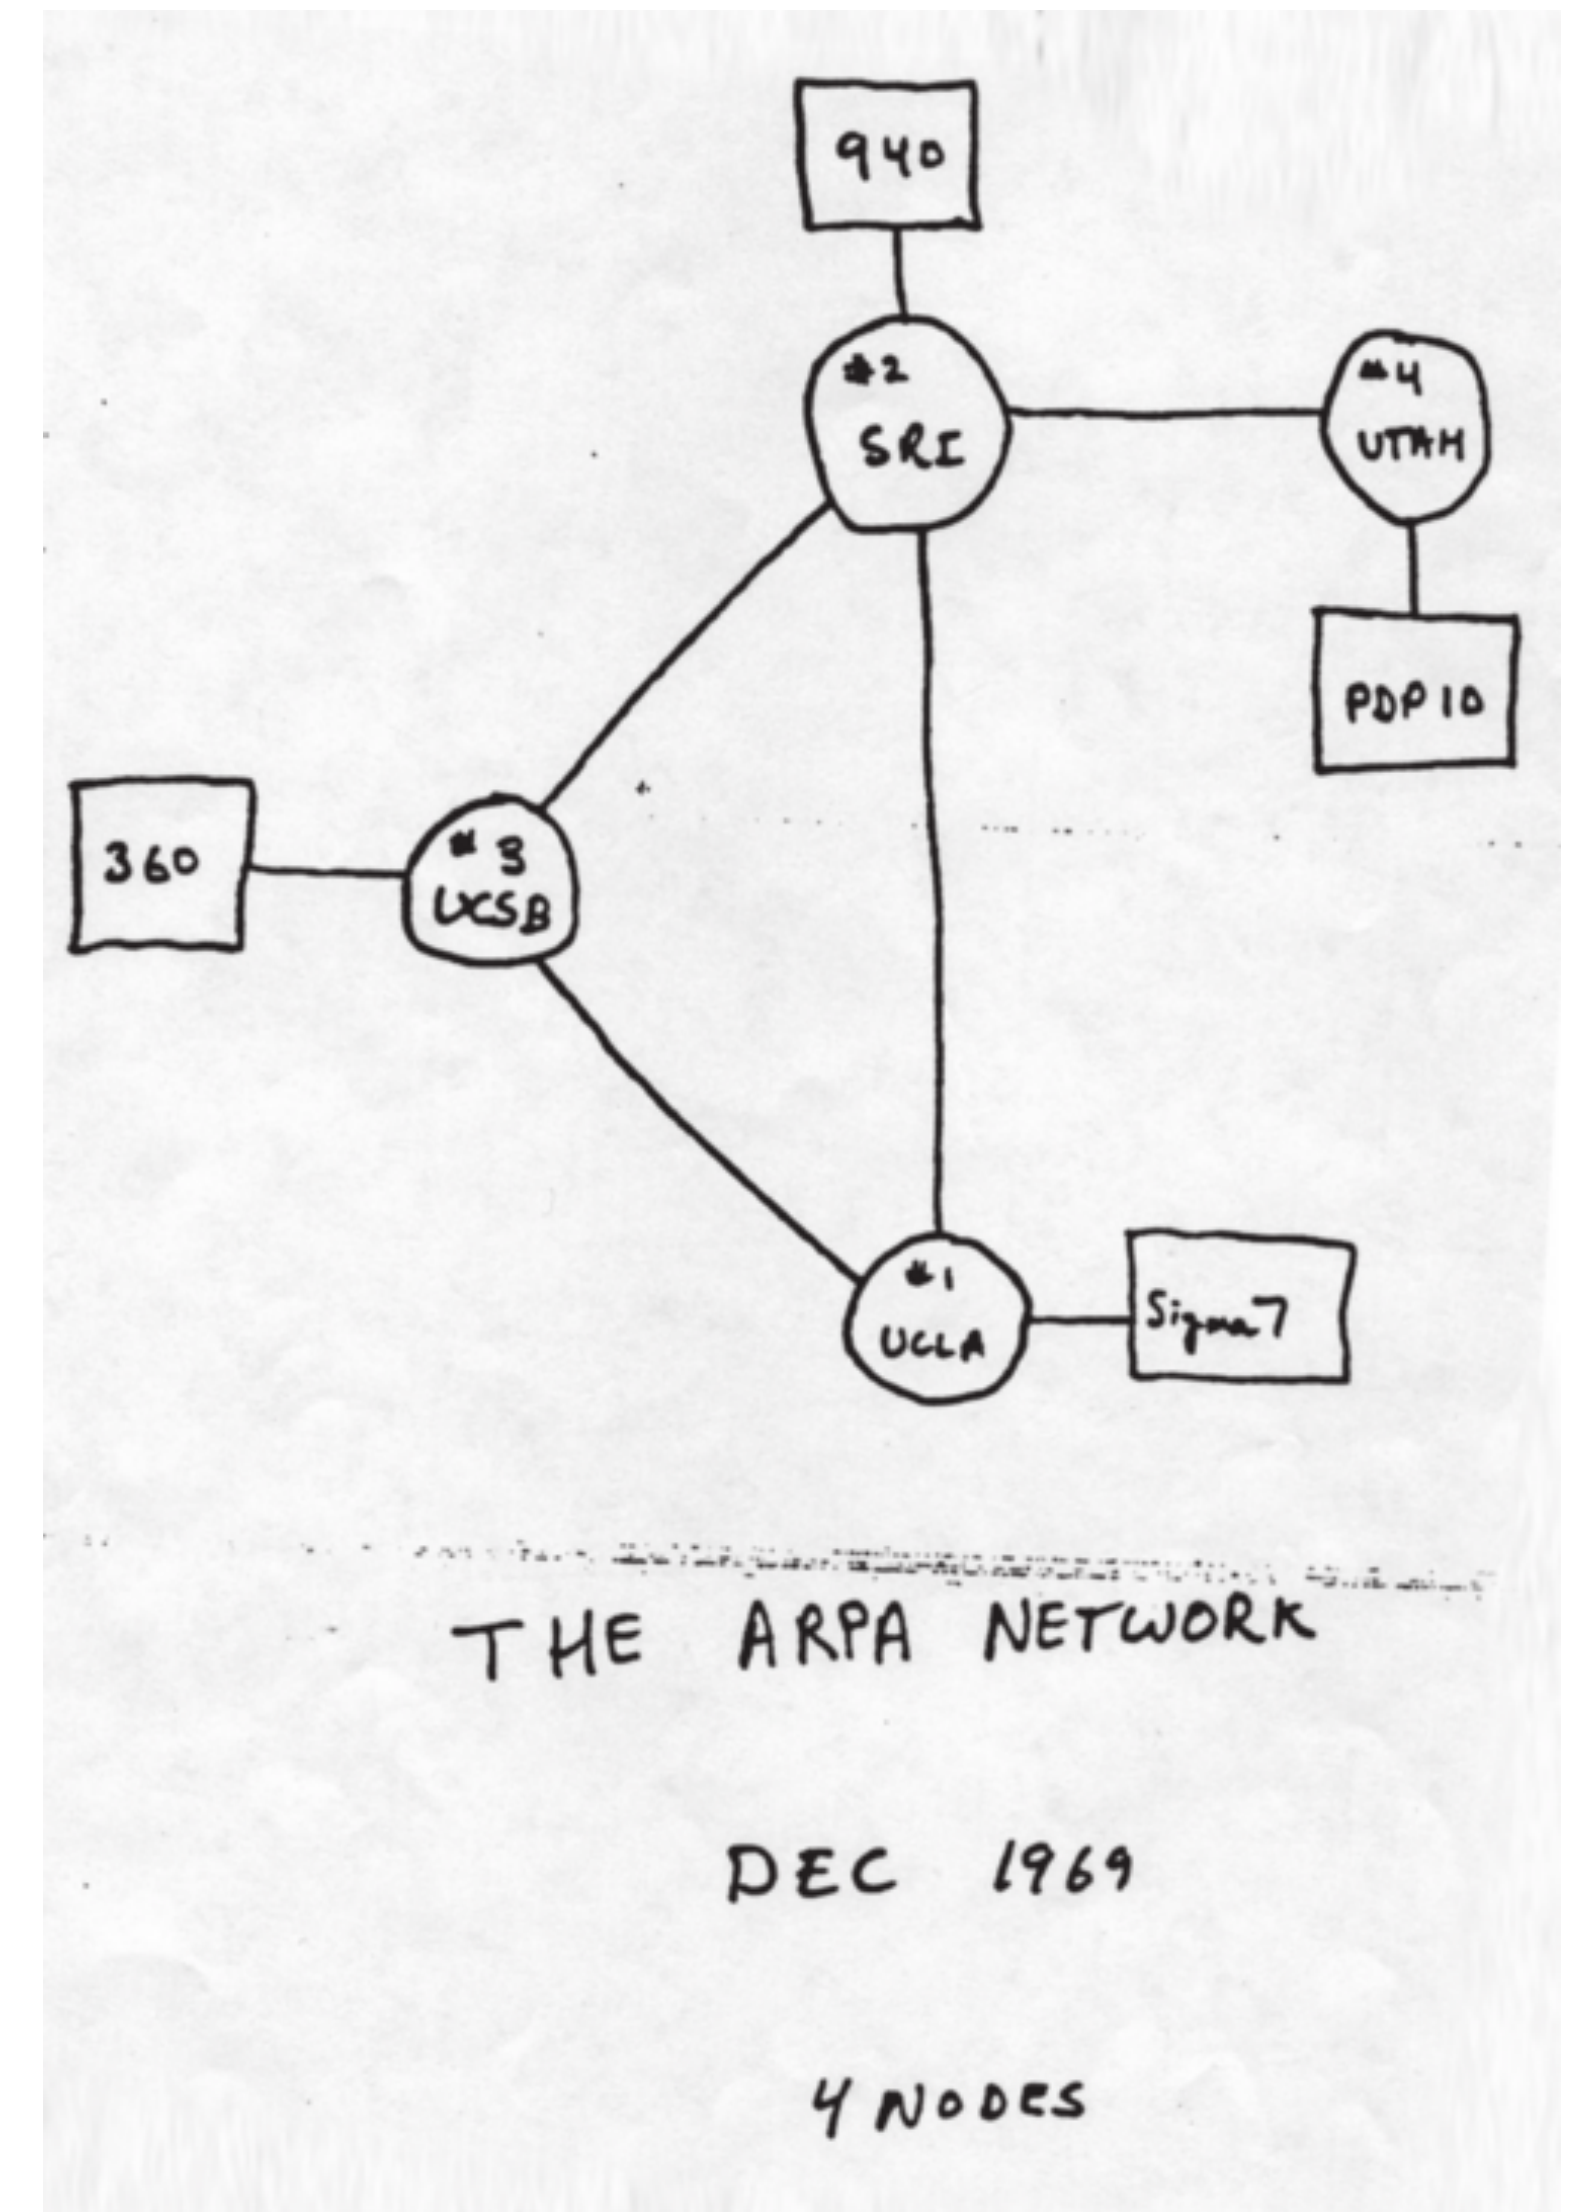 940
#2
SRI
#4
UTAH
PDP 10
360
#3
UCSB
#1
UCLA
Sigma 7
THE ARPA NETWORK
DEC 1969
4 NODES